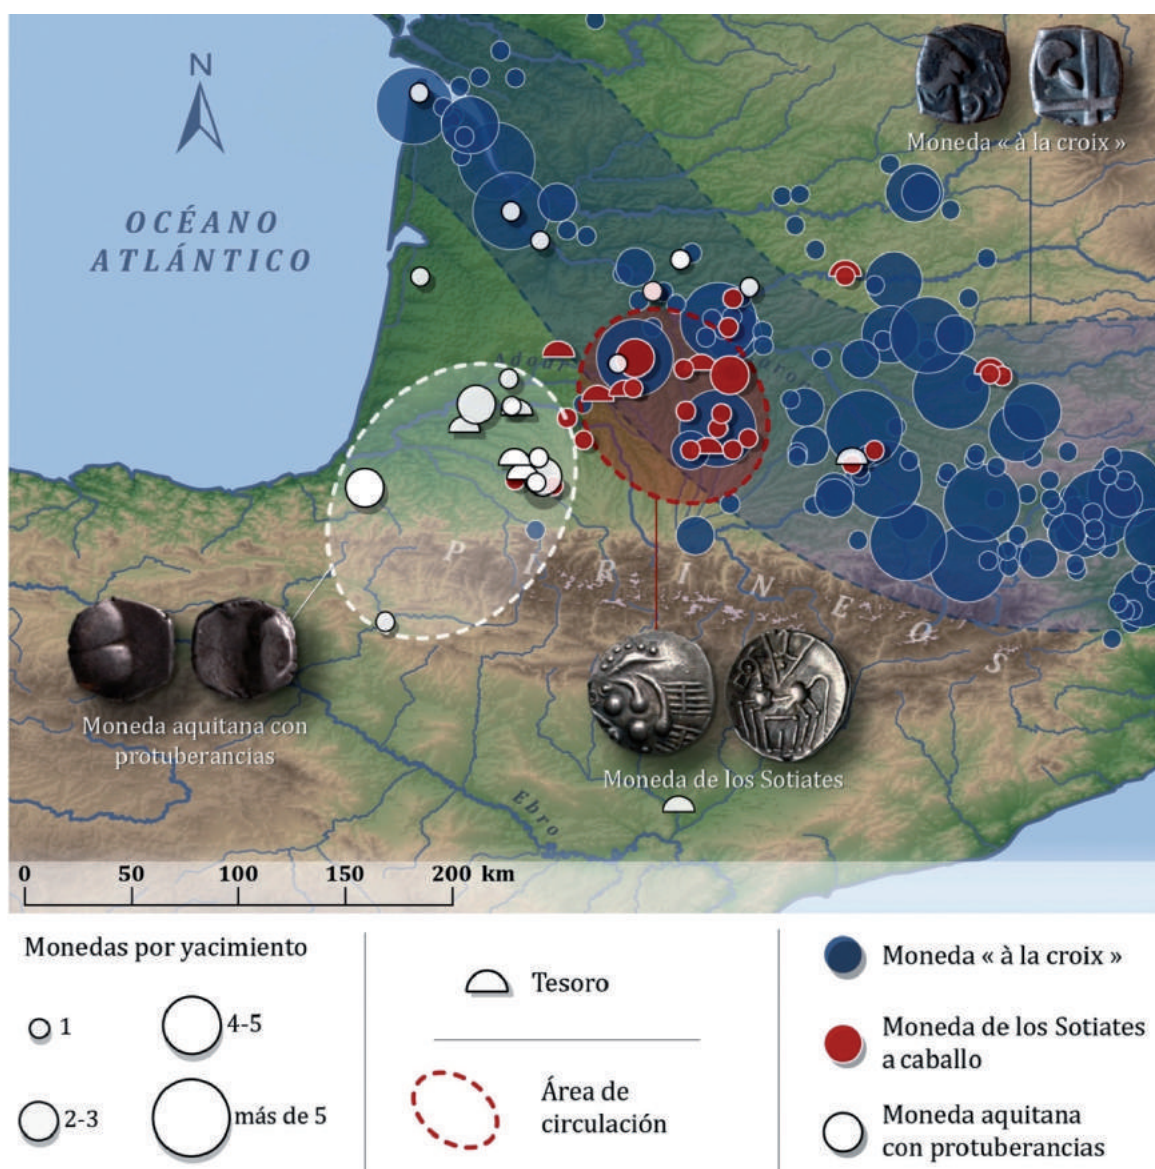 N
OCÉANO
ATLÁNTICO
Moneda « à la croix »
Adour
P I R I N E O S
Moneda aquitana con
protuberancias
Moneda de los Sotiates
Ebro
0 50 100 150 200 km
Monedas por yacimiento
1
4-5
2-3
más de 5
Tesoro
Área de
circulación
Moneda « à la croix »
Moneda de los Sotiates
a caballo
Moneda aquitana
con protuberancias